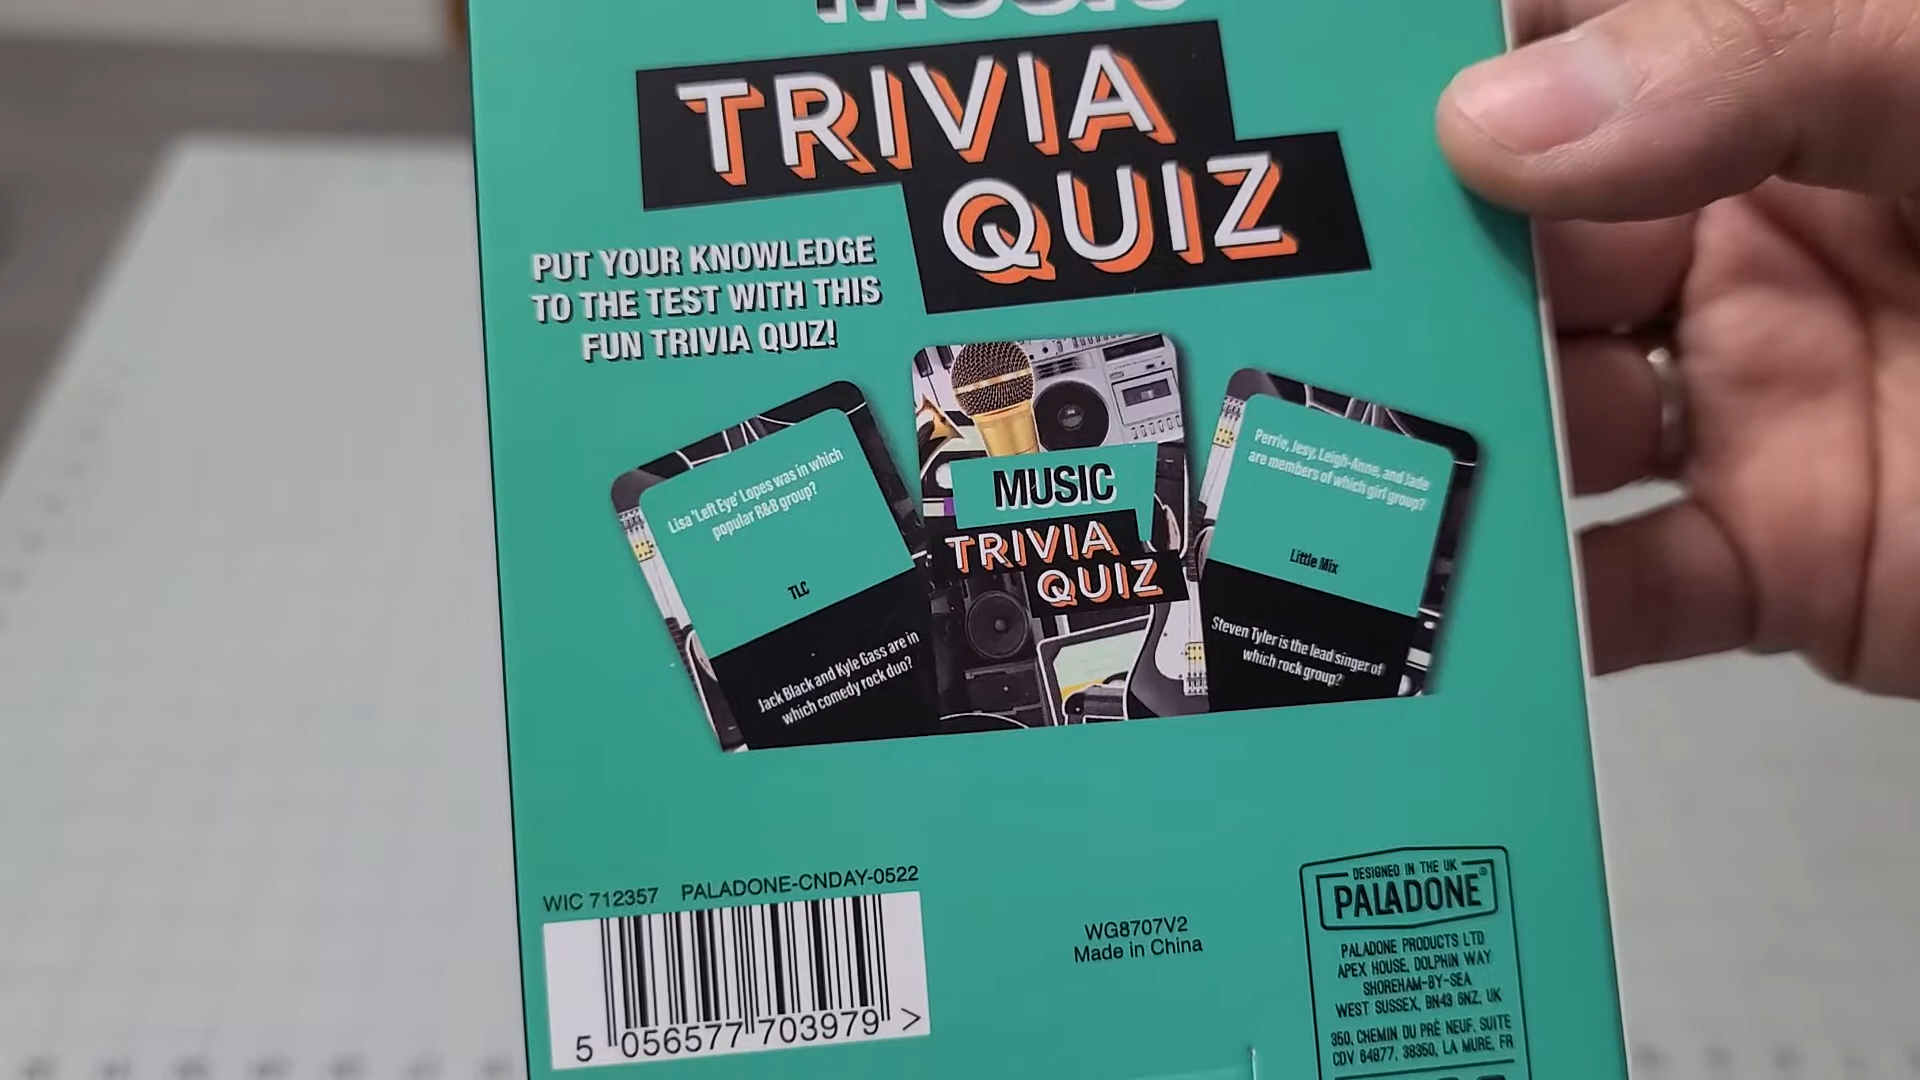 MUSIC
TRIVIA
QUIZ
PUT YOUR KNOWLEDGE
TO THE TEST WITH THIS
FUN TRIVIA QUIZ!
Lisa 'Left Eye' Lopes was in which
popular R&B group?
TLC
Jack Black and Kyle Gass are in
which comedy rock duo?
MUSIC
TRIVIA
QUIZ
Perrie, Jesy, Leigh-Anne, and Jade
are members of which girl group?
Little Mix
Steven Tyler is the lead singer of
which rock group?
WIC 712357 PALADONE-CNDAY-0522
5 056577 703979 >
WG8707V2
Made in China
DESIGNED IN THE UK
PALADONE®
PALADONE PRODUCTS LTD
APEX HOUSE, DOLPHIN WAY
SHOREHAM-BY-SEA
WEST SUSSEX, BN43 6NZ, UK
350, CHEMIN DU PRÉ NEUF, SUITE
CDV 64877, 38350, LA MURE, FR